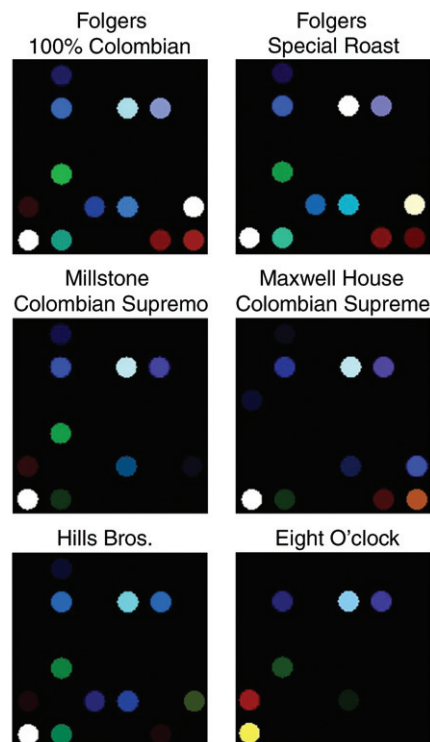 Folgers
100% Colombian
Folgers
Special Roast
Millstone
Colombian Supremo
Maxwell House
Colombian Supreme
Hills Bros.
Eight O'clock